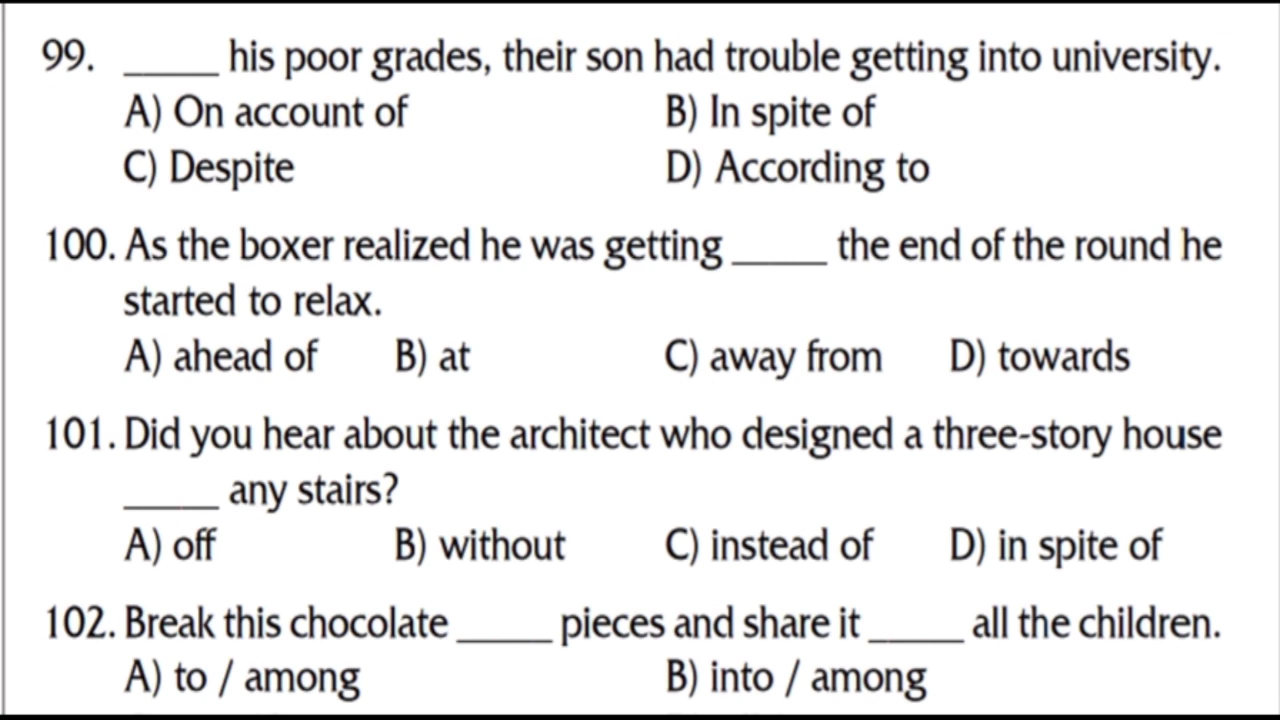 99. _____ his poor grades, their son had trouble getting into university.
A) On account of B) In spite of
C) Despite D) According to
100. As the boxer realized he was getting _____ the end of the round he
started to relax.
A) ahead of B) at C) away from D) towards
101. Did you hear about the architect who designed a three-story house
_____ any stairs?
A) off B) without C) instead of D) in spite of
102. Break this chocolate _____ pieces and share it _____ all the children.
A) to / among B) into / among